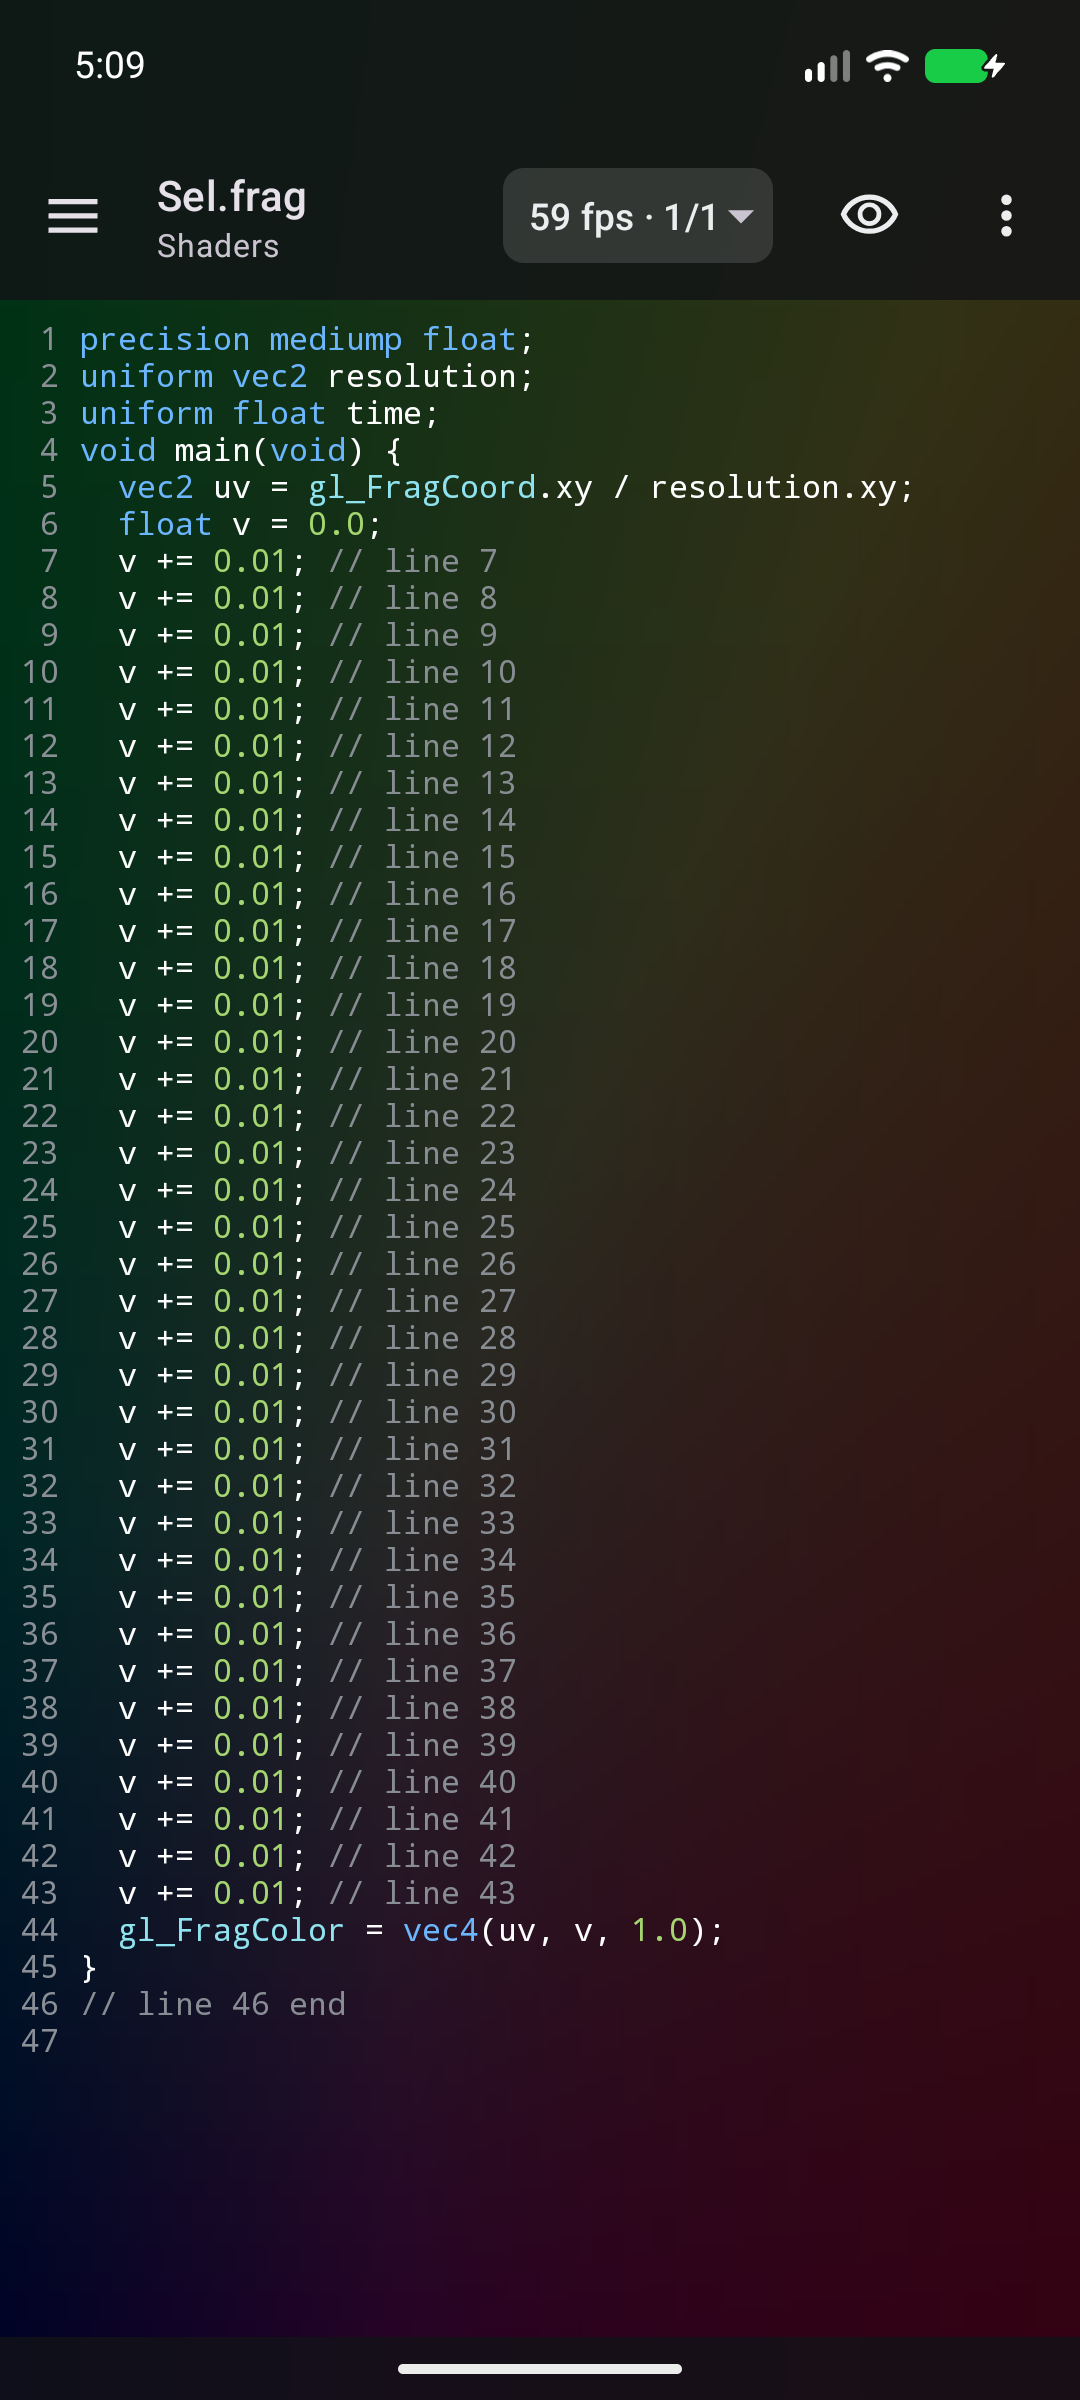 5:09
Sel.frag
Shaders
59 fps · 1/1
1 precision mediump float;
2 uniform vec2 resolution;
3 uniform float time;
4 void main(void) {
5   vec2 uv = gl_FragCoord.xy / resolution.xy;
6   float v = 0.0;
7   v += 0.01; // line 7
8   v += 0.01; // line 8
9   v += 0.01; // line 9
10   v += 0.01; // line 10
11   v += 0.01; // line 11
12   v += 0.01; // line 12
13   v += 0.01; // line 13
14   v += 0.01; // line 14
15   v += 0.01; // line 15
16   v += 0.01; // line 16
17   v += 0.01; // line 17
18   v += 0.01; // line 18
19   v += 0.01; // line 19
20   v += 0.01; // line 20
21   v += 0.01; // line 21
22   v += 0.01; // line 22
23   v += 0.01; // line 23
24   v += 0.01; // line 24
25   v += 0.01; // line 25
26   v += 0.01; // line 26
27   v += 0.01; // line 27
28   v += 0.01; // line 28
29   v += 0.01; // line 29
30   v += 0.01; // line 30
31   v += 0.01; // line 31
32   v += 0.01; // line 32
33   v += 0.01; // line 33
34   v += 0.01; // line 34
35   v += 0.01; // line 35
36   v += 0.01; // line 36
37   v += 0.01; // line 37
38   v += 0.01; // line 38
39   v += 0.01; // line 39
40   v += 0.01; // line 40
41   v += 0.01; // line 41
42   v += 0.01; // line 42
43   v += 0.01; // line 43
44   gl_FragColor = vec4(uv, v, 1.0);
45 }
46 // line 46 end
47